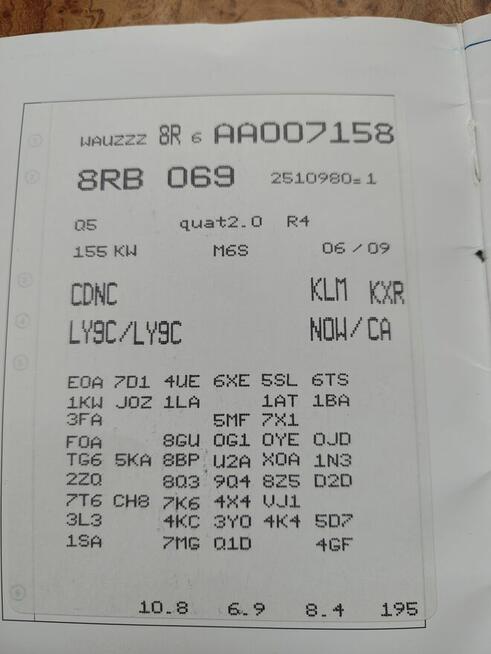 WAUZZZ 8R 6 AA007158
8RB 069 2510980=1
Q5 quat2.0 R4
155 KW M6S 06/09
CDNC KLM KXR
LY9C/LY9C NOW/CA
E0A 7D1 4UE 6XE 5SL 6TS
1KW J0Z 1LA 1AT 1BA
3FA 5MF 7X1
F0A 8GU 0G1 0YE 0JD
TG6 5KA 8BP U2A X0A 1N3
2ZQ 8Q3 9Q4 8Z5 D2D
7T6 CH8 7K6 4X4 VJ1
3L3 4KC 3Y0 4K4 5D7
1SA 7MG Q1D 4GF
10.8 6.9 8.4 195